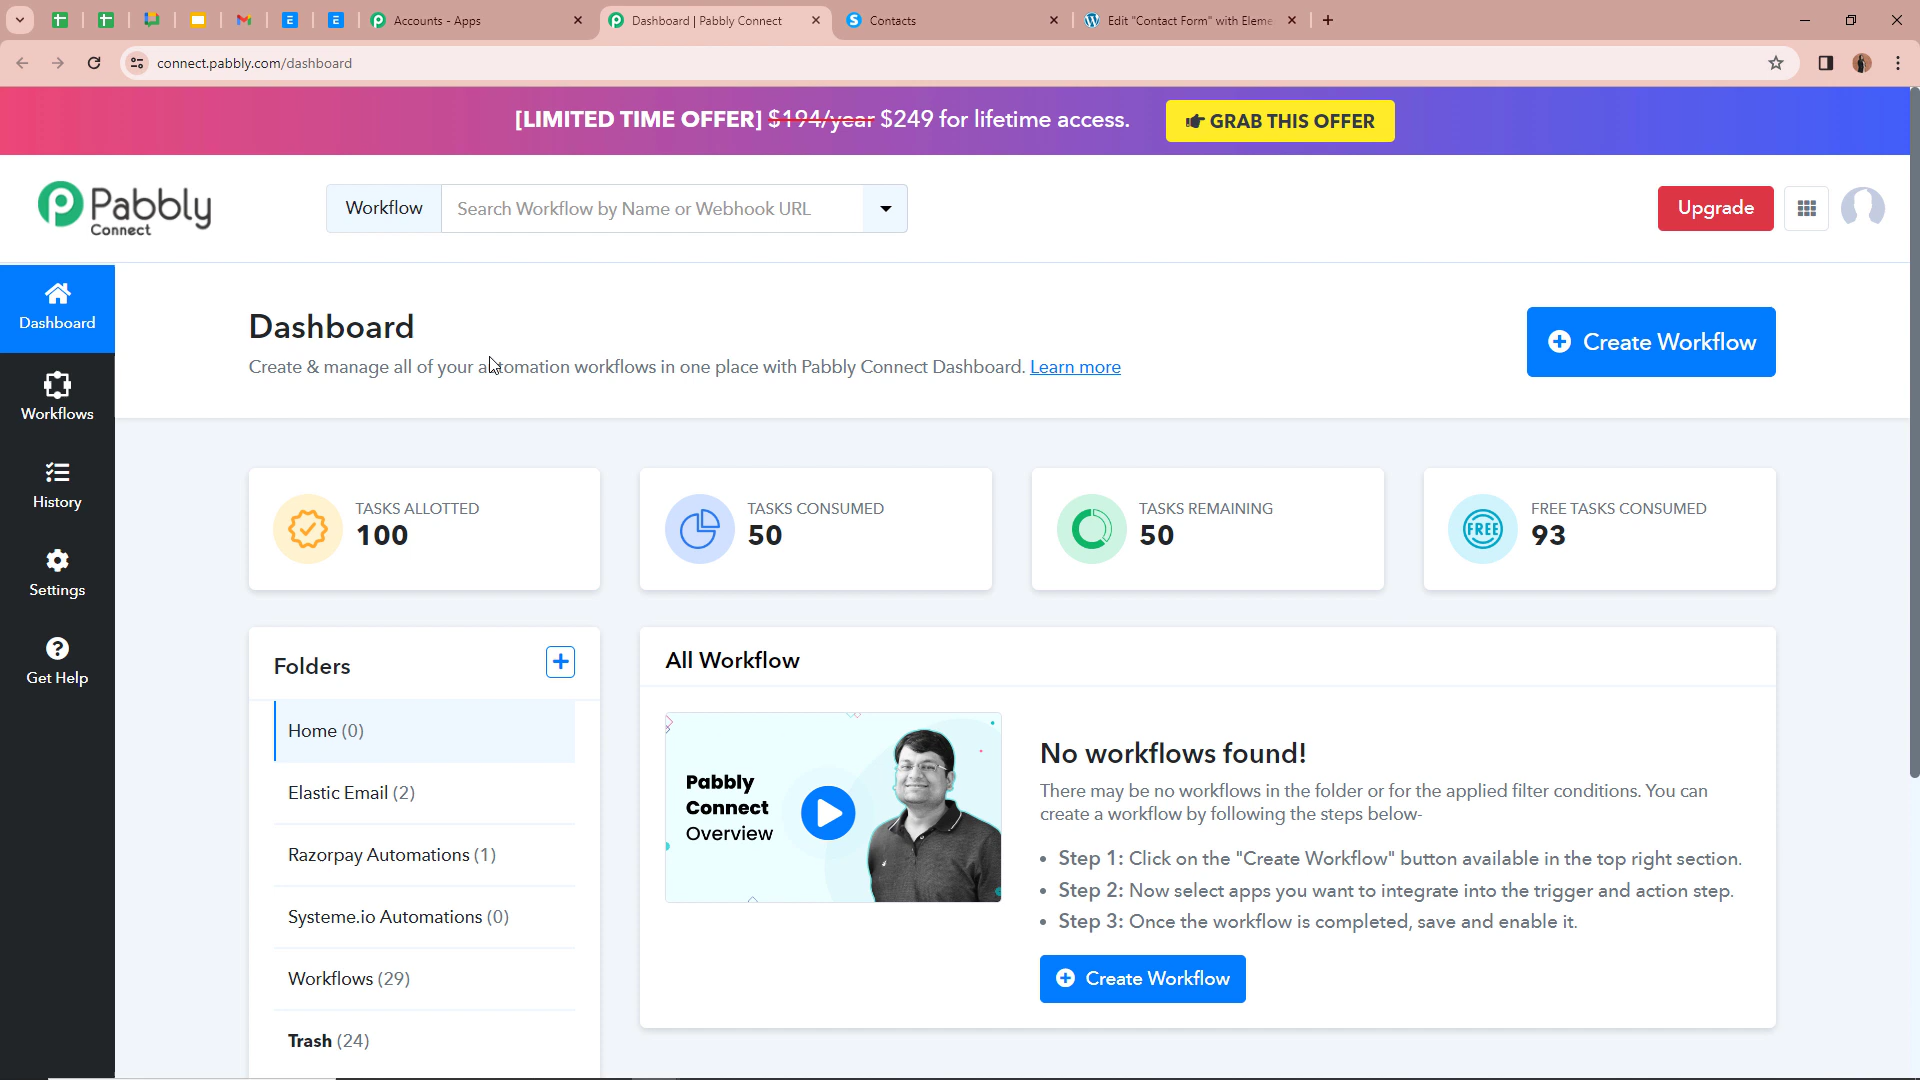 Accounts - Apps
Dashboard | Pabbly Connect
Contacts
Edit "Contact Form" with Eleme
connect.pabbly.com/dashboard
[LIMITED TIME OFFER] $194/year $249 for lifetime access.
GRAB THIS OFFER
Pabbly
Connect
Workflow
Search Workflow by Name or Webhook URL
Upgrade
Dashboard
Workflows
History
Settings
Get Help
Dashboard
Create & manage all of your automation workflows in one place with Pabbly Connect Dashboard. Learn more
Create Workflow
TASKS ALLOTTED
100
TASKS CONSUMED
50
TASKS REMAINING
50
FREE
FREE TASKS CONSUMED
93
Folders
Home (0)
Elastic Email (2)
Razorpay Automations (1)
Systeme.io Automations (0)
Workflows (29)
Trash (24)
All Workflow
Pabbly
Connect
Overview
No workflows found!
There may be no workflows in the folder or for the applied filter conditions. You can
create a workflow by following the steps below-
• Step 1: Click on the "Create Workflow" button available in the top right section.
• Step 2: Now select apps you want to integrate into the trigger and action step.
• Step 3: Once the workflow is completed, save and enable it.
Create Workflow